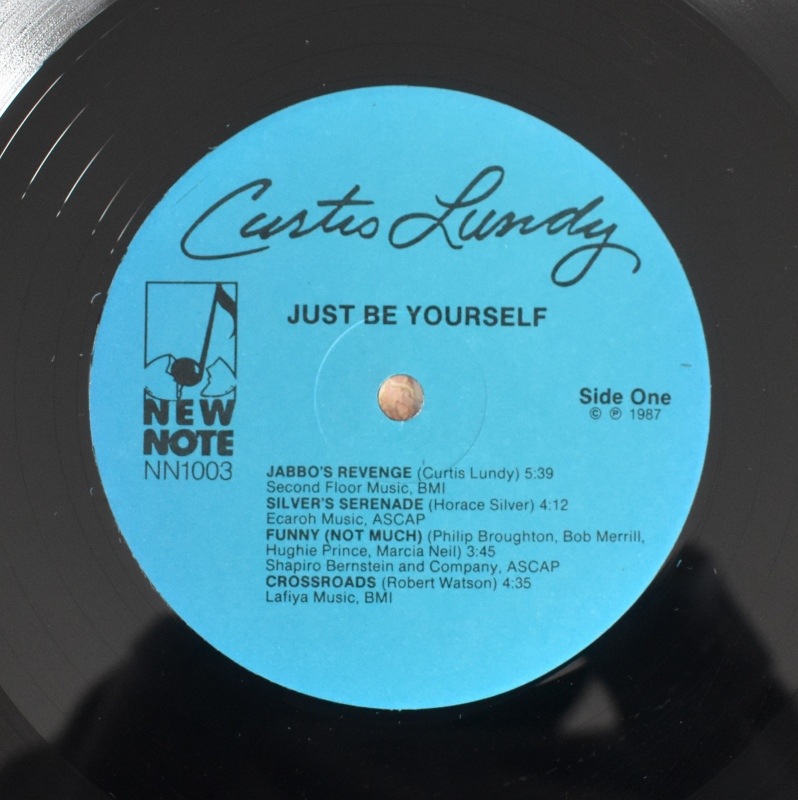 Curtis Lundy
JUST BE YOURSELF
NEW
NOTE
NN1003
Side One
© ℗ 1987
JABBO'S REVENGE (Curtis Lundy) 5:39
Second Floor Music, BMI
SILVER'S SERENADE (Horace Silver) 4:12
Ecaroh Music, ASCAP
FUNNY (NOT MUCH) (Philip Broughton, Bob Merrill,
Hughie Prince, Marcia Neil) 3:45
Shapiro Bernstein and Company, ASCAP
CROSSROADS (Robert Watson) 4:35
Lafiya Music, BMI